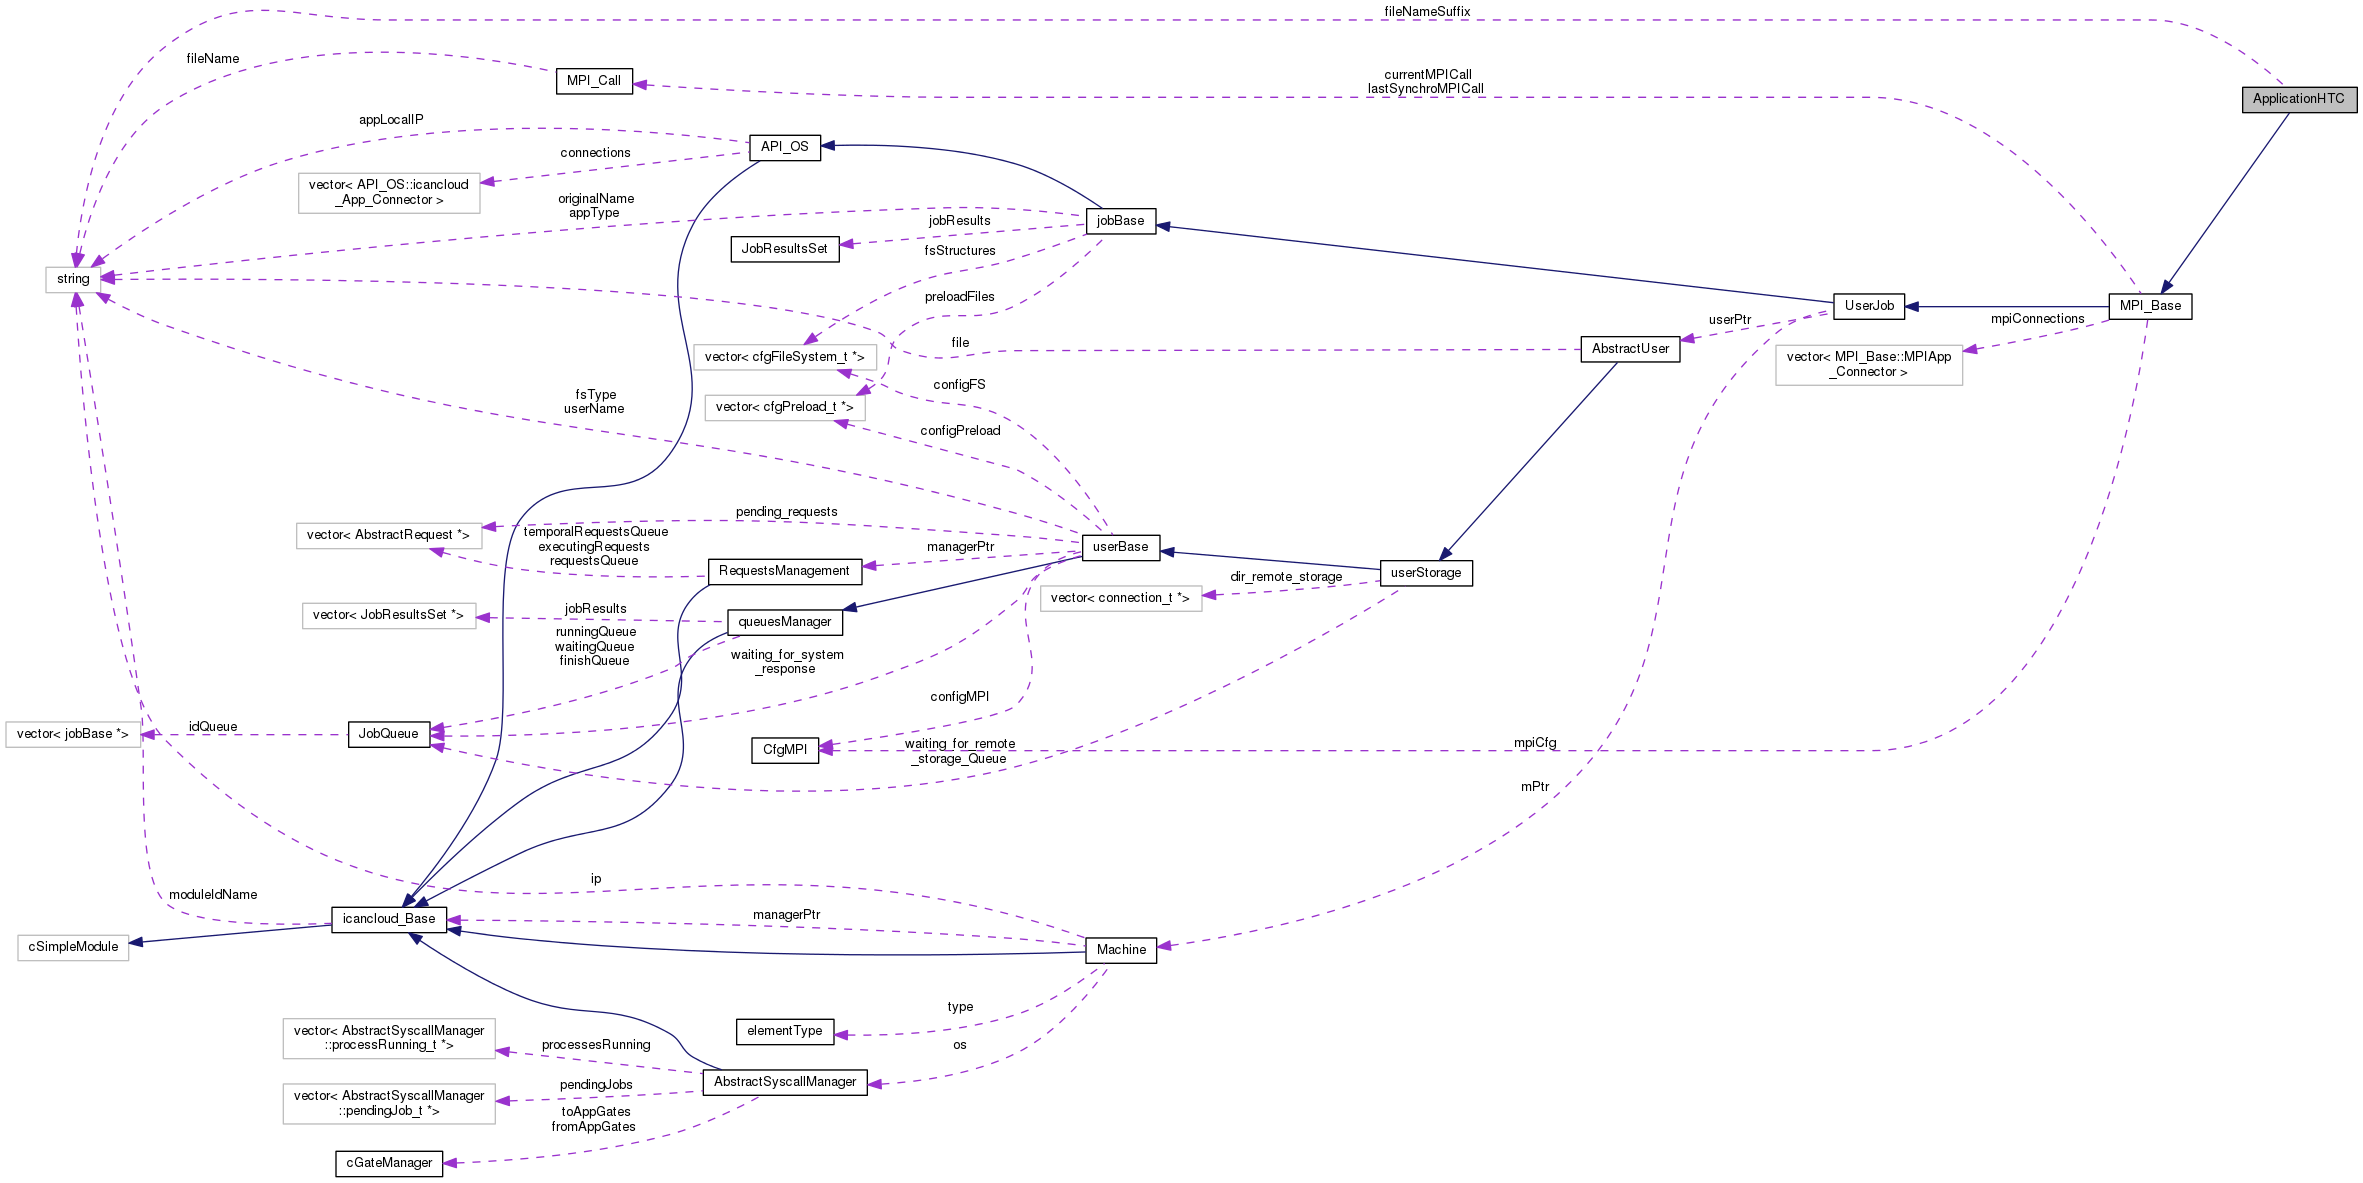 fileNameSuffix
fileName
MPI_Call
currentMPICall
lastSynchroMPICall
ApplicationHTC
appLocalIP
API_OS
connections
vector< API_OS::icancloud
_App_Connector >
originalName
appType
jobResults
jobBase
JobResultsSet
fsStructures
string
preloadFiles
UserJob
MPI_Base
userPtr
mpiConnections
file
AbstractUser
vector< cfgFileSystem_t *>
vector< MPI_Base::MPIApp
_Connector >
configFS
fsType
userName
vector< cfgPreload_t *>
configPreload
pending_requests
vector< AbstractRequest *>
temporalRequestsQueue
executingRequests
requestsQueue
managerPtr
userBase
RequestsManagement
userStorage
dir_remote_storage
vector< connection_t *>
vector< JobResultsSet *>
jobResults
queuesManager
runningQueue
waitingQueue
finishQueue
waiting_for_system
_response
configMPI
vector< jobBase *>
idQueue
JobQueue
CfgMPI
waiting_for_remote
_storage_Queue
mpiCfg
mPtr
ip
moduleIdName
icancloud_Base
managerPtr
cSimpleModule
Machine
type
vector< AbstractSyscallManager
::processRunning_t *>
elementType
processesRunning
os
AbstractSyscallManager
pendingJobs
vector< AbstractSyscallManager
::pendingJob_t *>
toAppGates
fromAppGates
cGateManager